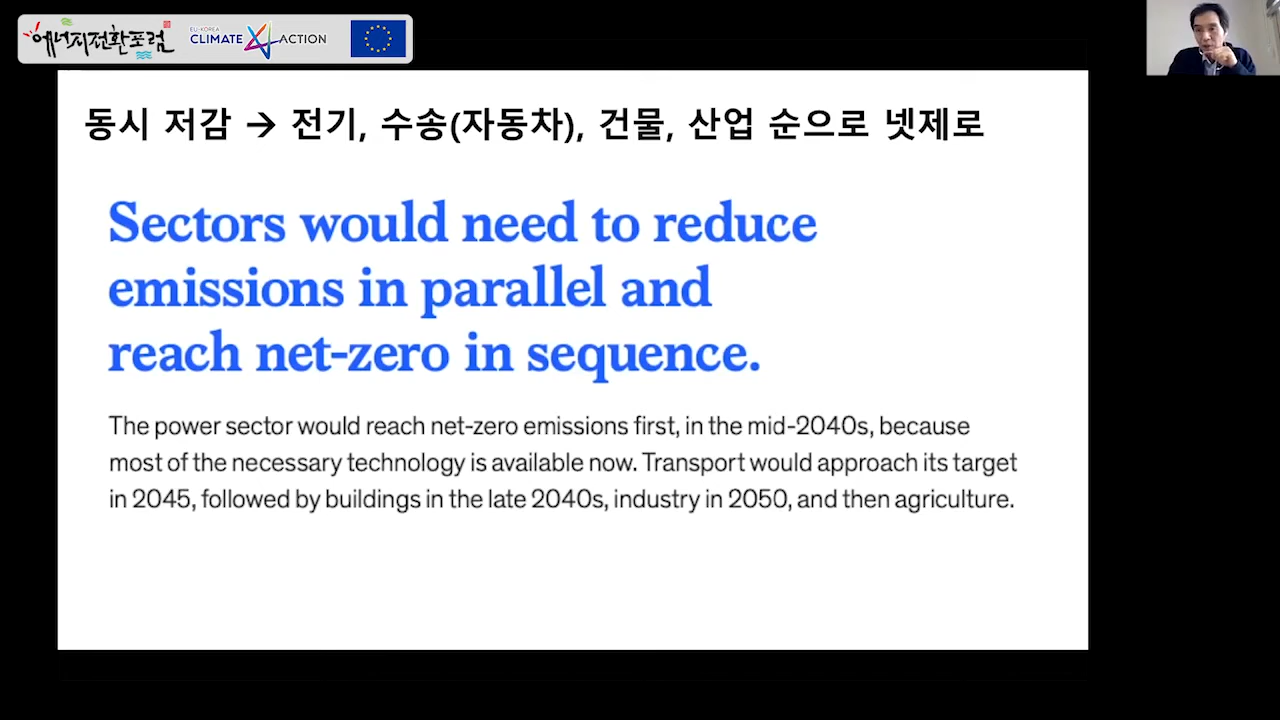 에너지전환포럼
EU-KOREA
CLIMATE ACTION
동시 저감 → 전기, 수송(자동차), 건물, 산업 순으로 넷제로
Sectors would need to reduce
emissions in parallel and
reach net-zero in sequence.
The power sector would reach net-zero emissions first, in the mid-2040s, because
most of the necessary technology is available now. Transport would approach its target
in 2045, followed by buildings in the late 2040s, industry in 2050, and then agriculture.